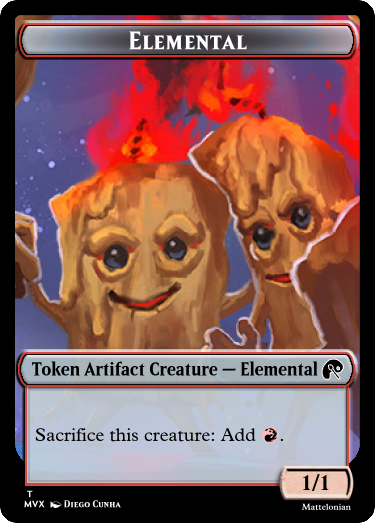 Elemental
Token Artifact Creature — Elemental
Sacrifice this creature: Add .
1/1
T
MVX Diego Cunha
Mattelonian